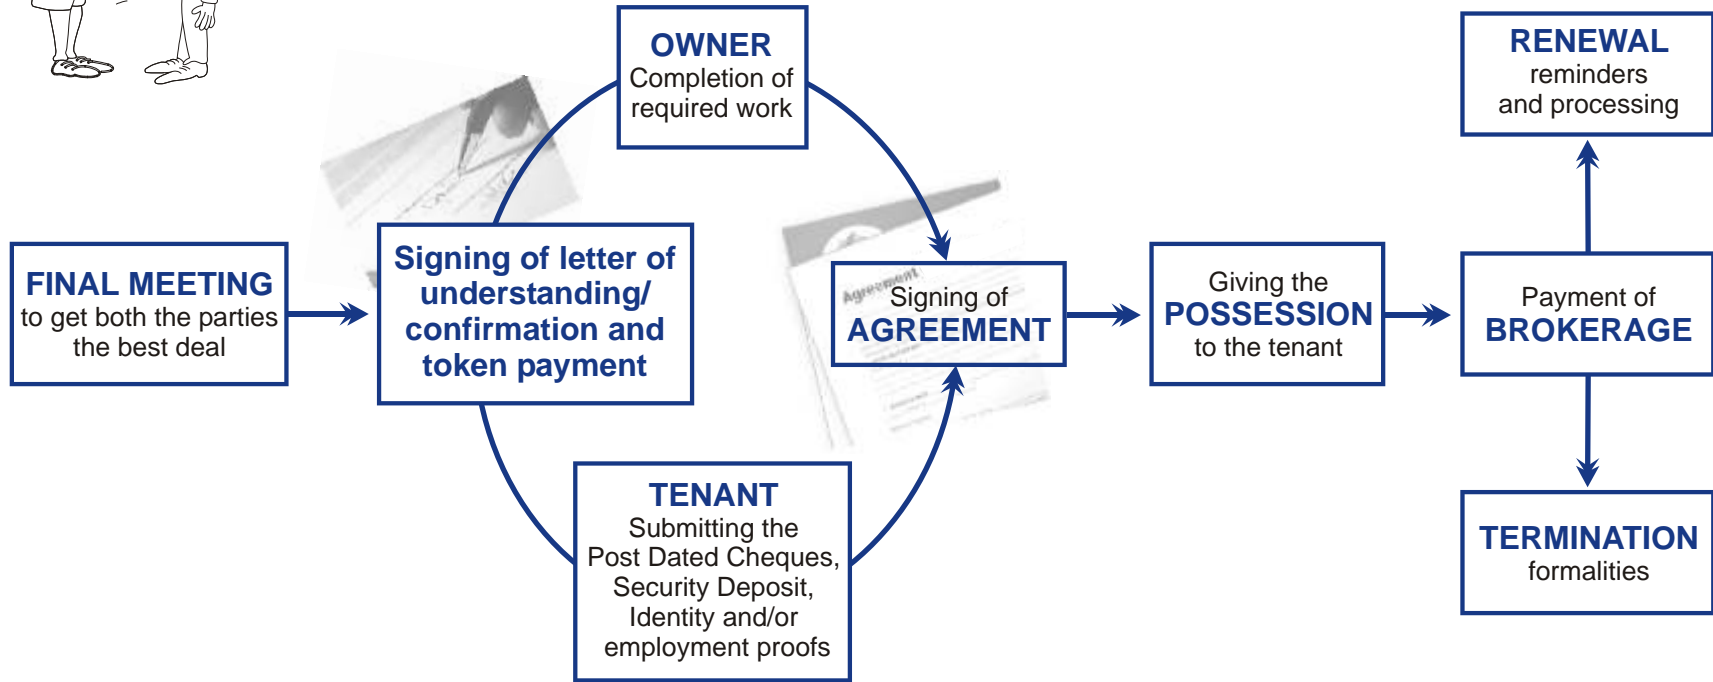 FINAL MEETING
to get both the parties
the best deal
Signing of letter of
understanding/
confirmation and
token payment
OWNER
Completion of
required work
TENANT
Submitting the
Post Dated Cheques,
Security Deposit,
Identity and/or
employment proofs
Agreement
Signing of
AGREEMENT
Giving the
POSSESSION
to the tenant
Payment of
BROKERAGE
RENEWAL
reminders
and processing
TERMINATION
formalities